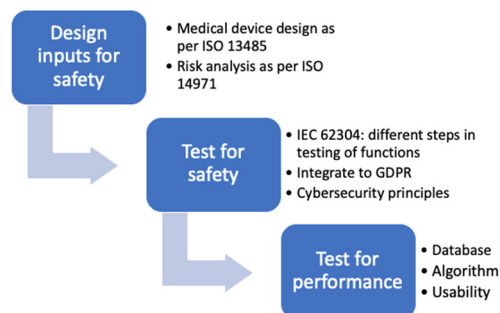 Design
inputs for
safety
• Medical device design as
per ISO 13485
• Risk analysis as per ISO
14971
Test for
safety
• IEC 62304: different steps in
testing of functions
• Integrate to GDPR
• Cybersecurity principles
Test for
performance
• Database
• Algorithm
• Usability